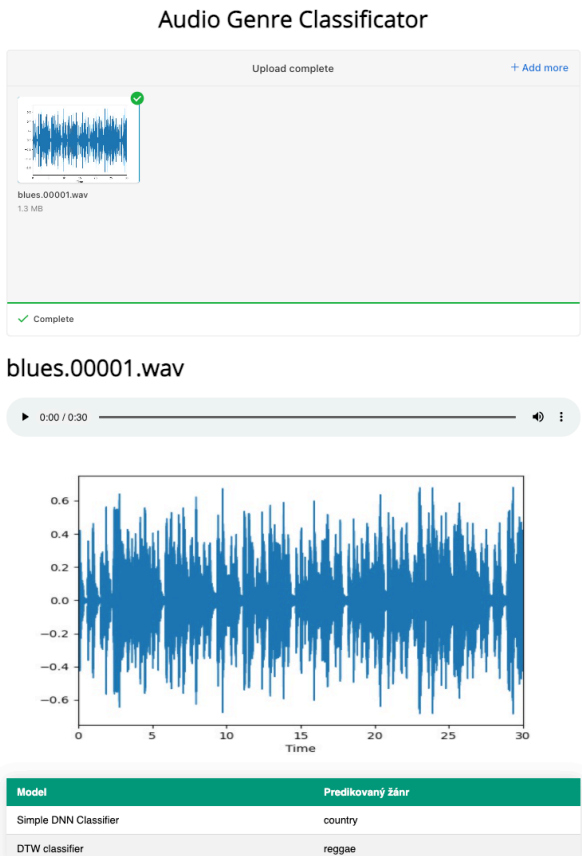 Audio Genre Classificator
Upload complete
+ Add more
blues.00001.wav
1.3 MB
Complete
blues.00001.wav
0:00 / 0:30
0.6
0.4
0.2
0.0
−0.2
−0.4
−0.6
0 5 10 15 20 25 30
Time
Model Predikovaný žánr
Simple DNN Classifier country
DTW classifier reggae